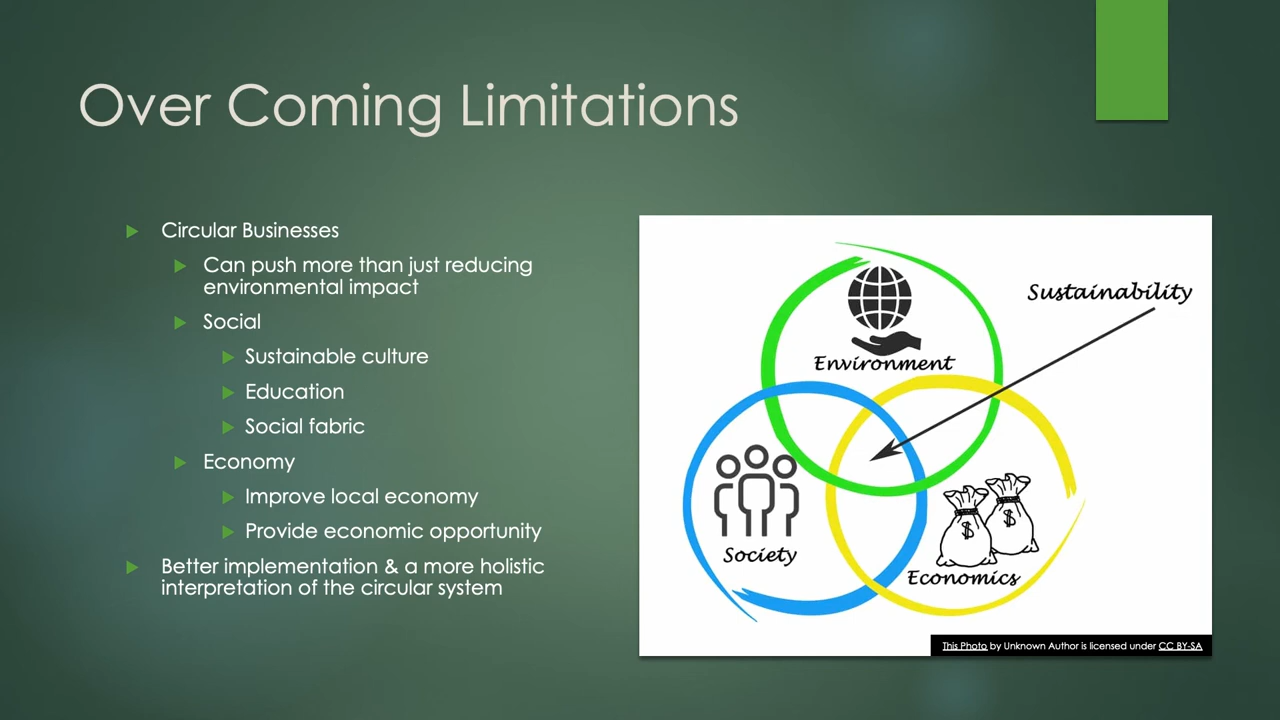 Over Coming Limitations
Circular Businesses
Can push more than just reducing
environmental impact
Social
Sustainable culture
Education
Social fabric
Economy
Improve local economy
Provide economic opportunity
Better implementation & a more holistic
interpretation of the circular system
Sustainability
Environment
Society
$
$
Economics
This Photo by Unknown Author is licensed under CC BY-SA